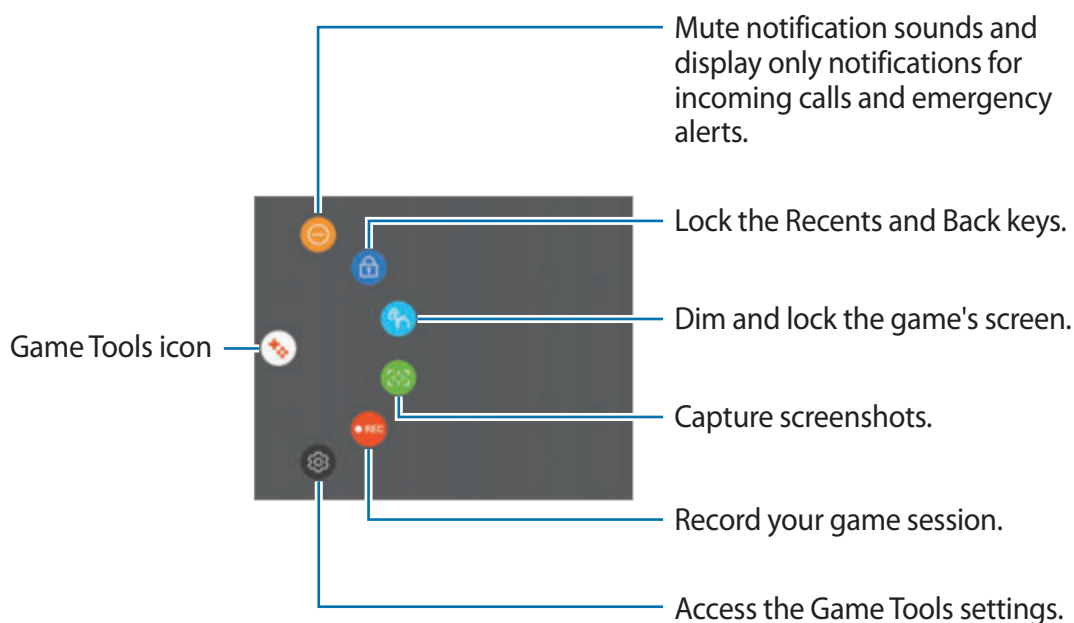 Mute notification sounds and
display only notifications for
incoming calls and emergency
alerts.
Lock the Recents and Back keys.
Dim and lock the game's screen.
Game Tools icon
Capture screenshots.
REC
Record your game session.
Access the Game Tools settings.